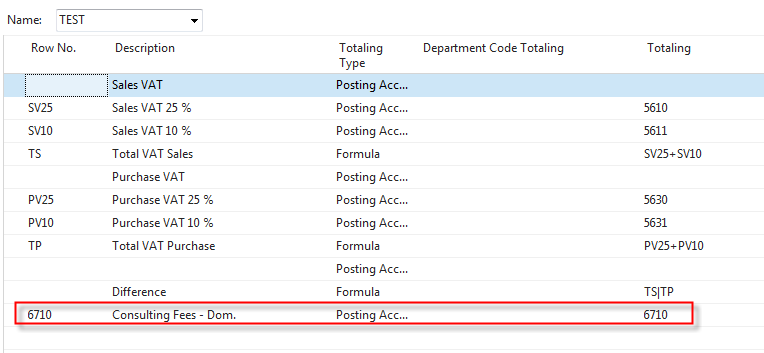 Name: TEST
Row No. Description Totaling Type Department Code Totaling Totaling
Sales VAT Posting Acc...
SV25 Sales VAT 25 % Posting Acc... 5610
SV10 Sales VAT 10 % Posting Acc... 5611
TS Total VAT Sales Formula SV25+SV10
Purchase VAT Posting Acc...
PV25 Purchase VAT 25 % Posting Acc... 5630
PV10 Purchase VAT 10 % Posting Acc... 5631
TP Total VAT Purchase Formula PV25+PV10
Posting Acc...
Difference Formula TS|TP
6710 Consulting Fees - Dom. Posting Acc... 6710